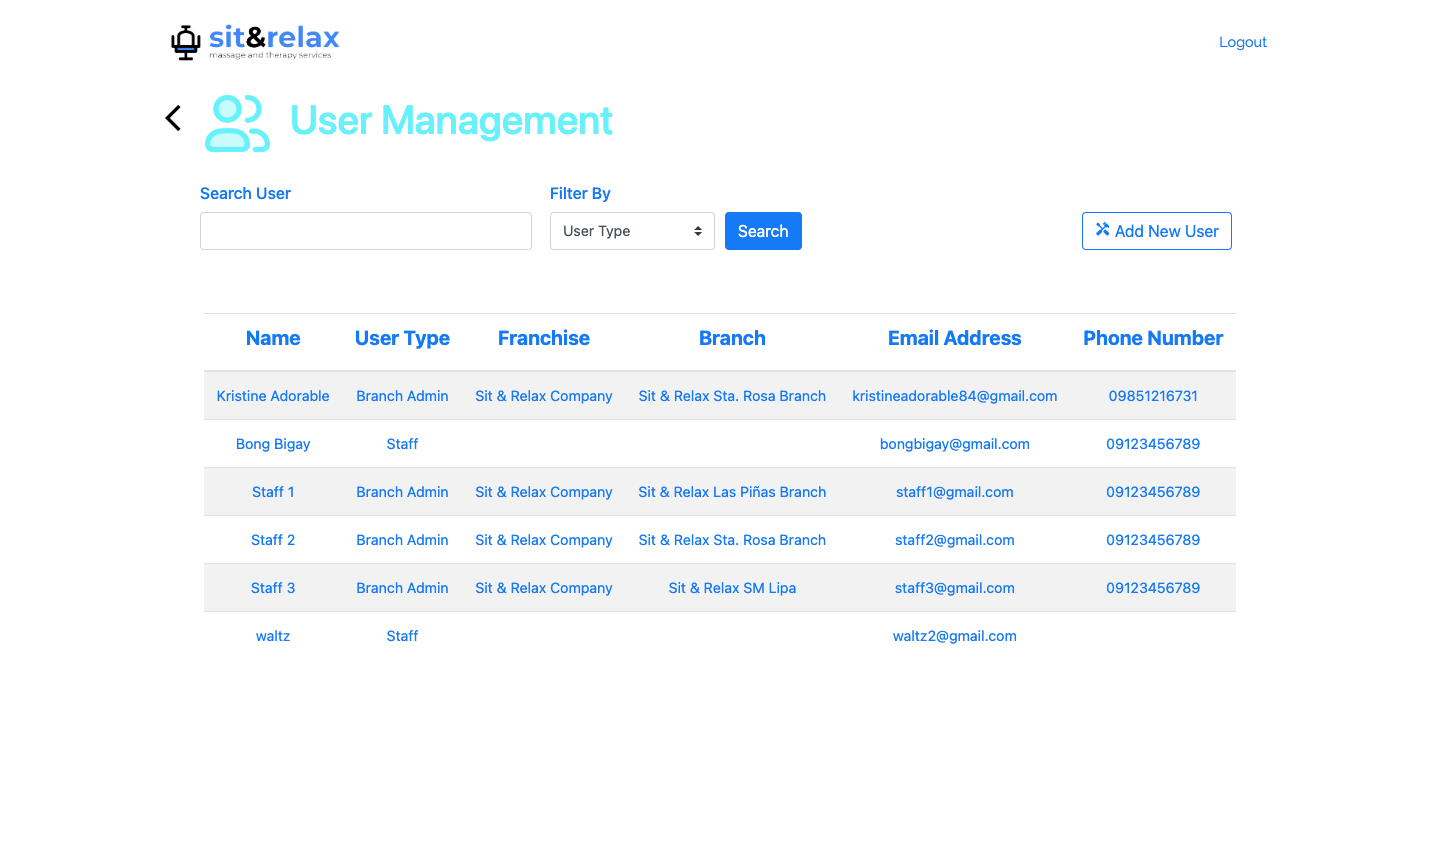 sit&relax
massage and therapy services
Logout
User Management
Search User
Filter By
User Type
Search
Add New User
Name User Type Franchise Branch Email Address Phone Number
Kristine Adorable Branch Admin Sit & Relax Company Sit & Relax Sta. Rosa Branch kristineadorable84@gmail.com 09851216731
Bong Bigay Staff bongbigay@gmail.com 09123456789
Staff 1 Branch Admin Sit & Relax Company Sit & Relax Las Piñas Branch staff1@gmail.com 09123456789
Staff 2 Branch Admin Sit & Relax Company Sit & Relax Sta. Rosa Branch staff2@gmail.com 09123456789
Staff 3 Branch Admin Sit & Relax Company Sit & Relax SM Lipa staff3@gmail.com 09123456789
waltz Staff waltz2@gmail.com